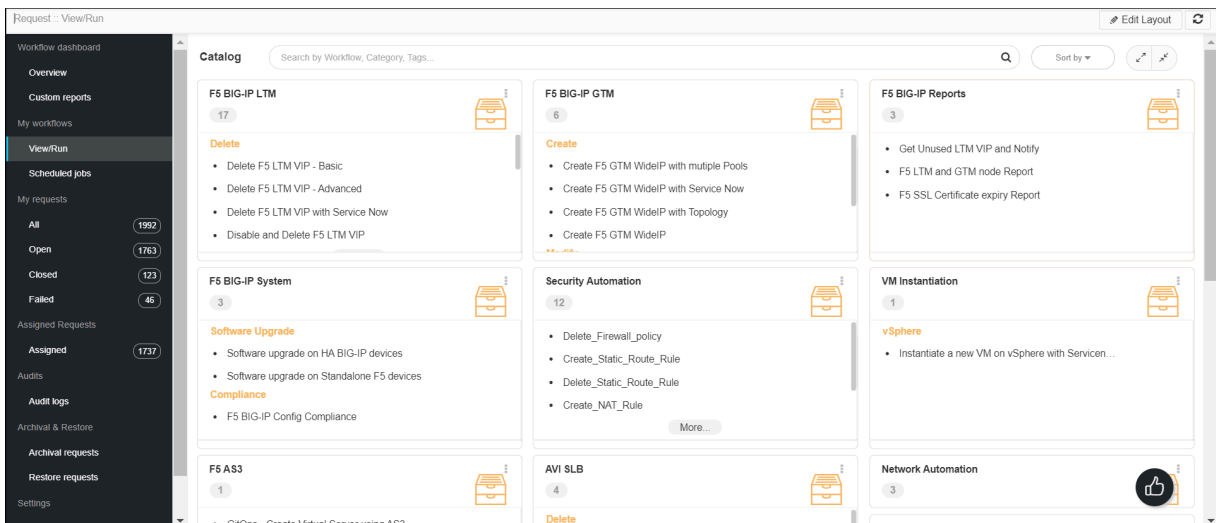 Request :: View/Run
Edit Layout
Workflow dashboard
Overview
Custom reports
My workflows
View/Run
Scheduled jobs
My requests
All 1992
Open 1763
Closed 123
Failed 46
Assigned Requests
Assigned 1737
Audits
Audit logs
Archival & Restore
Archival requests
Restore requests
Settings
Catalog
Search by Workflow, Category, Tags...
Sort by
F5 BIG-IP LTM
17
Delete
• Delete F5 LTM VIP - Basic
• Delete F5 LTM VIP - Advanced
• Delete F5 LTM VIP with Service Now
• Disable and Delete F5 LTM VIP
F5 BIG-IP GTM
6
Create
• Create F5 GTM WideIP with mutiple Pools
• Create F5 GTM WideIP with Service Now
• Create F5 GTM WideIP with Topology
• Create F5 GTM WideIP
F5 BIG-IP Reports
3
• Get Unused LTM VIP and Notify
• F5 LTM and GTM node Report
• F5 SSL Certificate expiry Report
F5 BIG-IP System
3
Software Upgrade
• Software upgrade on HA BIG-IP devices
• Software upgrade on Standalone F5 devices
Compliance
• F5 BIG-IP Config Compliance
Security Automation
12
• Delete_Firewall_policy
• Create_Static_Route_Rule
• Delete_Static_Route_Rule
• Create_NAT_Rule
More...
VM Instantiation
1
vSphere
• Instantiate a new VM on vSphere with Servicen...
F5 AS3
1
AVI SLB
4
Delete
Network Automation
3